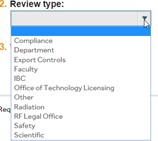 2. Review type:
3.
Compliance
Department
Export Controls
Faculty
IBC
Office of Technology Licensing
Other
Radiation
RF Legal Office
Safety
Scientific